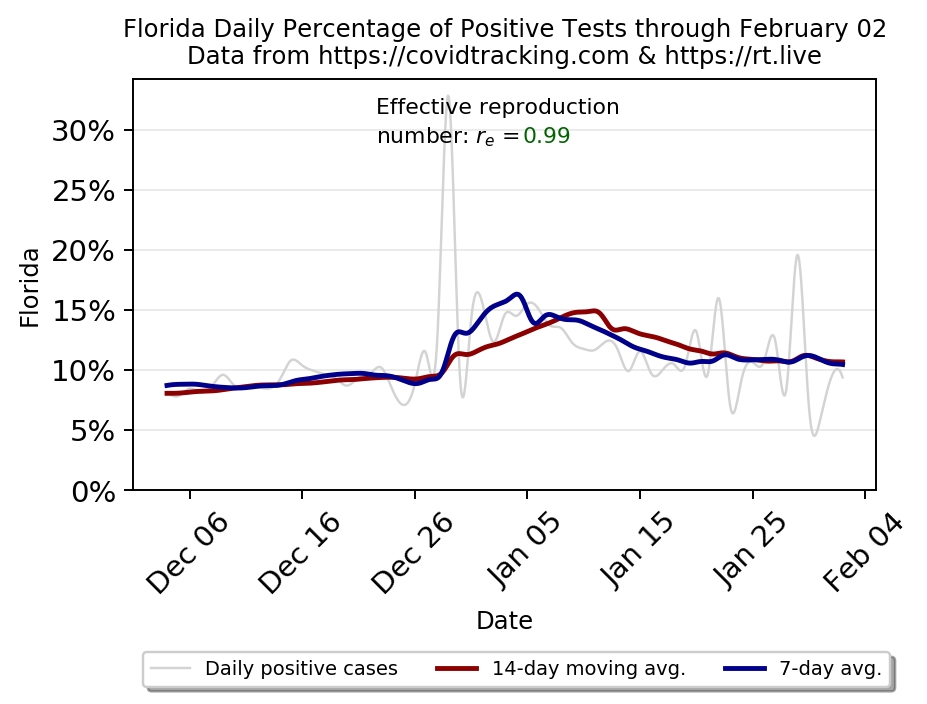 Florida Daily Percentage of Positive Tests through February 02
Data from https://covidtracking.com & https://rt.live
Effective reproduction
number: rₑ = 0.99
30%
25%
20%
15%
10%
5%
0%
Florida
Dec 06
Dec 16
Dec 26
Jan 05
Jan 15
Jan 25
Feb 04
Date
Daily positive cases
14-day moving avg.
7-day avg.